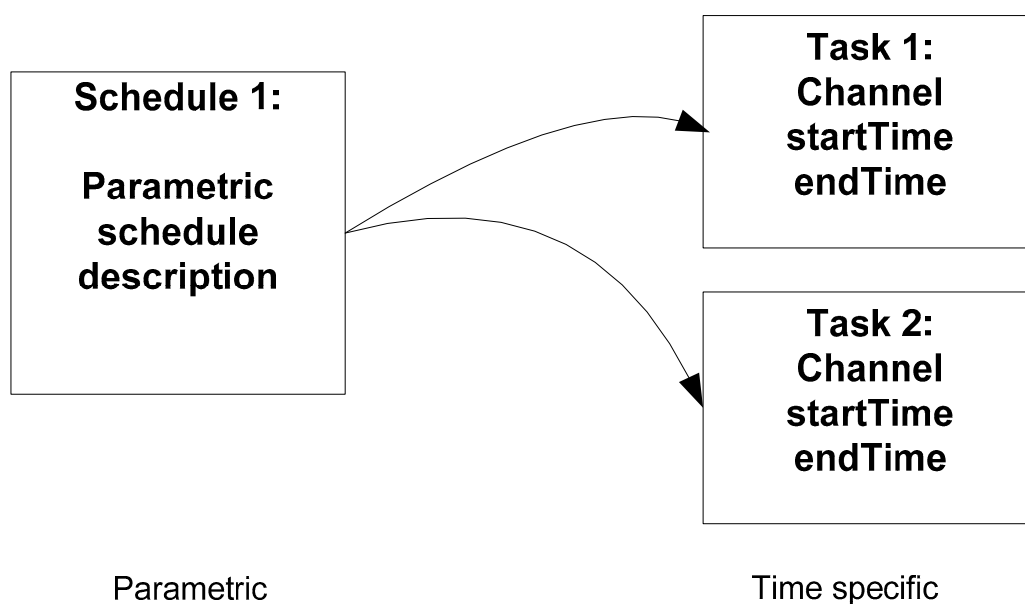 Schedule 1:
Parametric
schedule
description
Task 1:
Channel
startTime
endTime
Task 2:
Channel
startTime
endTime
Parametric
Time specific